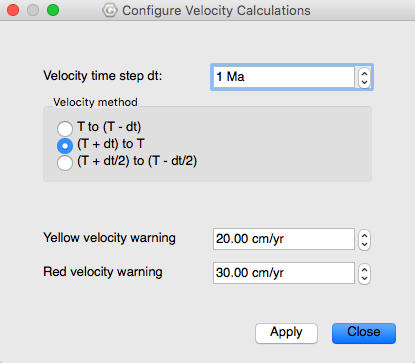 Configure Velocity Calculations
Velocity time step dt: 1 Ma
Velocity method
T to (T - dt)
(T + dt) to T
(T + dt/2) to (T - dt/2)
Yellow velocity warning 20.00 cm/yr
Red velocity warning 30.00 cm/yr
Apply Close